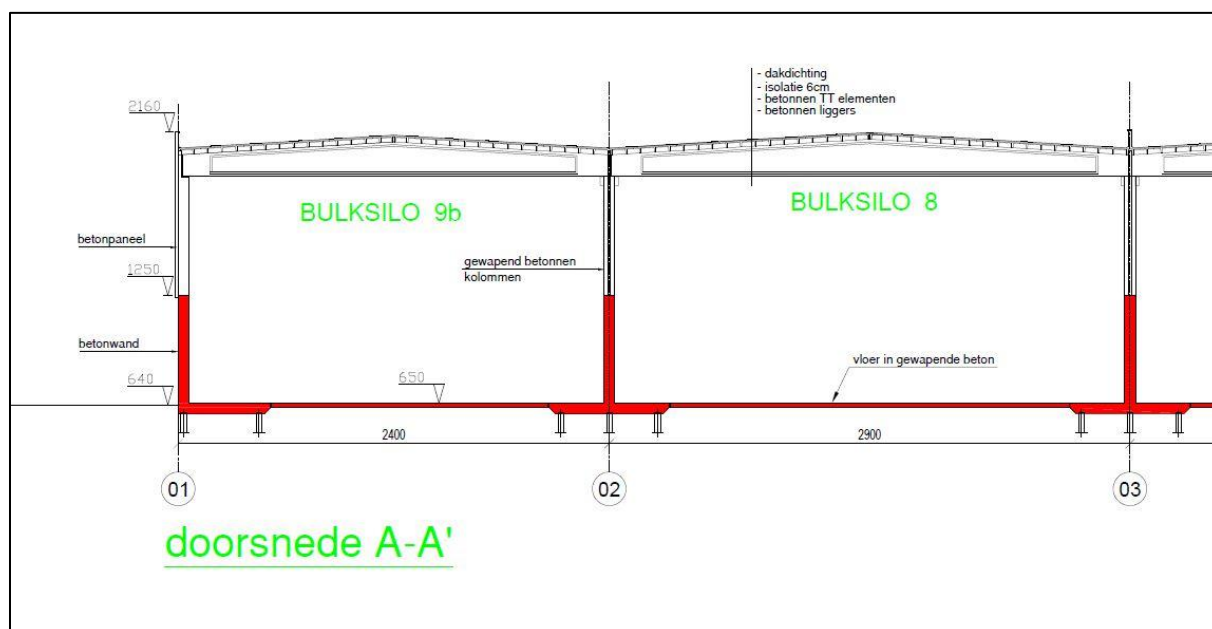 - dakdichting
- isolatie 6cm
- betonnen TT elementen
- betonnen liggers
2160
BULKSILO 9b
BULKSILO 8
betonpaneel
gewapend betonnen
kolommen
1250
betonwand
vloer in gewapende beton
640
650
2400
2900
01
02
03
doorsnede A-A'